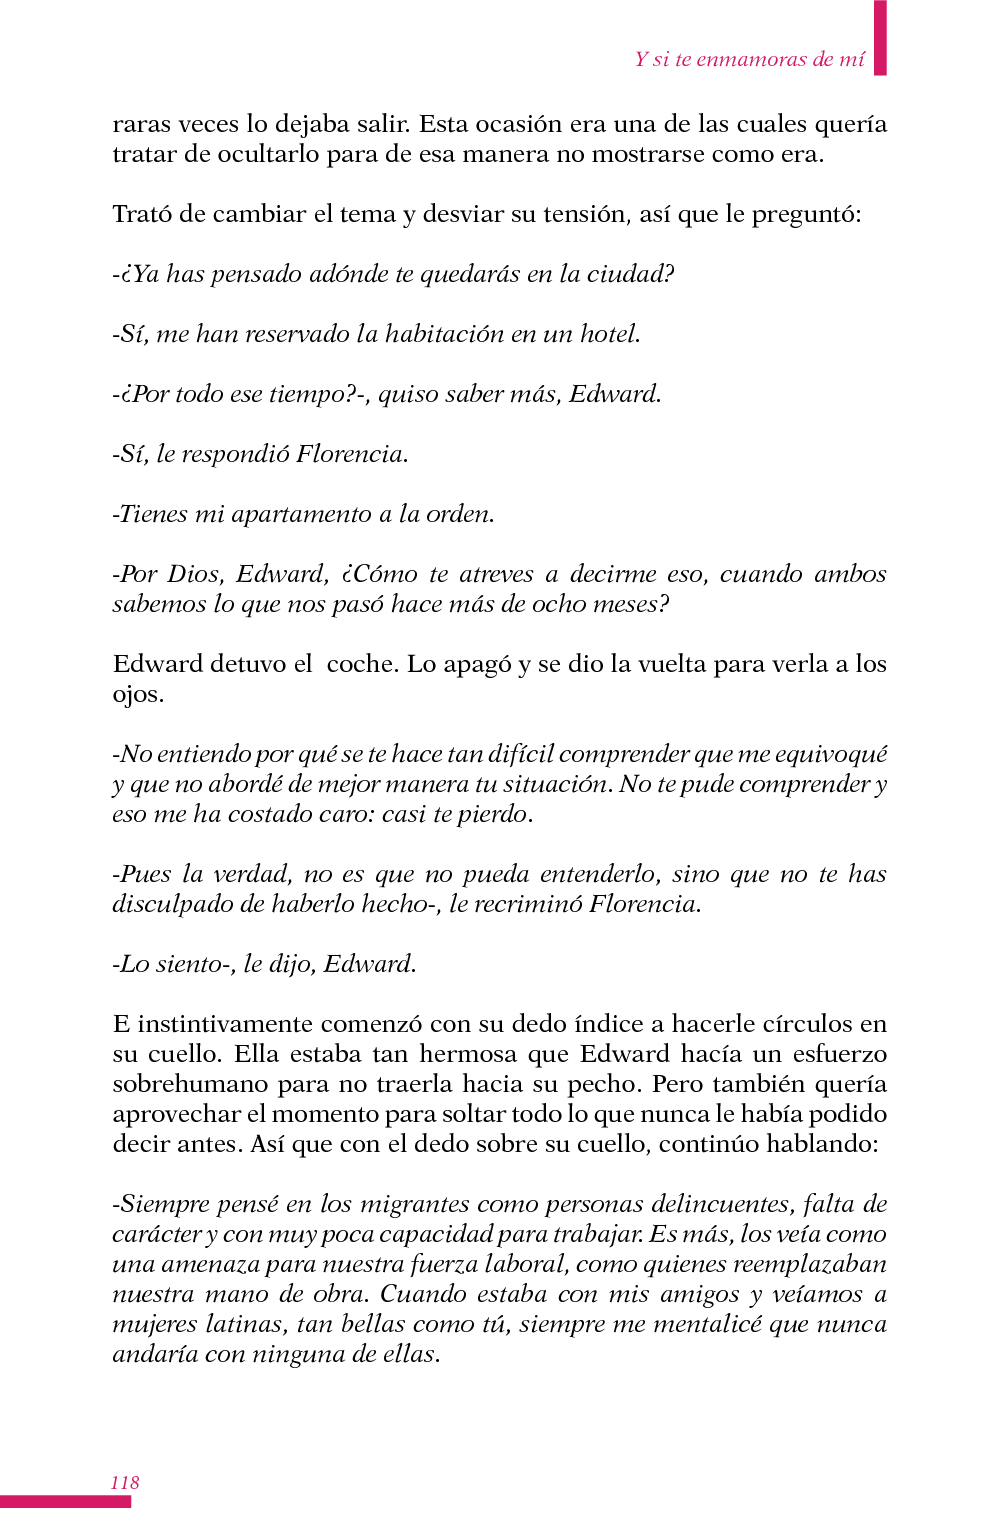 Y si te enmamoras de mí
raras veces lo dejaba salir. Esta ocasión era una de las cuales quería
tratar de ocultarlo para de esa manera no mostrarse como era.
Trató de cambiar el tema y desviar su tensión, así que le preguntó:
-¿Ya has pensado adónde te quedarás en la ciudad?
-Sí, me han reservado la habitación en un hotel.
-¿Por todo ese tiempo?-, quiso saber más, Edward.
-Sí, le respondió Florencia.
-Tienes mi apartamento a la orden.
-Por Dios, Edward, ¿Cómo te atreves a decirme eso, cuando ambos
sabemos lo que nos pasó hace más de ocho meses?
Edward detuvo el  coche. Lo apagó y se dio la vuelta para verla a los
ojos.
-No entiendo por qué se te hace tan difícil comprender que me equivoqué
y que no abordé de mejor manera tu situación. No te pude comprender y
eso me ha costado caro: casi te pierdo.
-Pues la verdad, no es que no pueda entenderlo, sino que no te has
disculpado de haberlo hecho-, le recriminó Florencia.
-Lo siento-, le dijo, Edward.
E instintivamente comenzó con su dedo índice a hacerle círculos en
su cuello. Ella estaba tan hermosa que Edward hacía un esfuerzo
sobrehumano para no traerla hacia su pecho. Pero también quería
aprovechar el momento para soltar todo lo que nunca le había podido
decir antes. Así que con el dedo sobre su cuello, continúo hablando:
-Siempre pensé en los migrantes como personas delincuentes, falta de
carácter y con muy poca capacidad para trabajar. Es más, los veía como
una amenaza para nuestra fuerza laboral, como quienes reemplazaban
nuestra mano de obra. Cuando estaba con mis amigos y veíamos a
mujeres latinas, tan bellas como tú, siempre me mentalicé que nunca
andaría con ninguna de ellas.
118